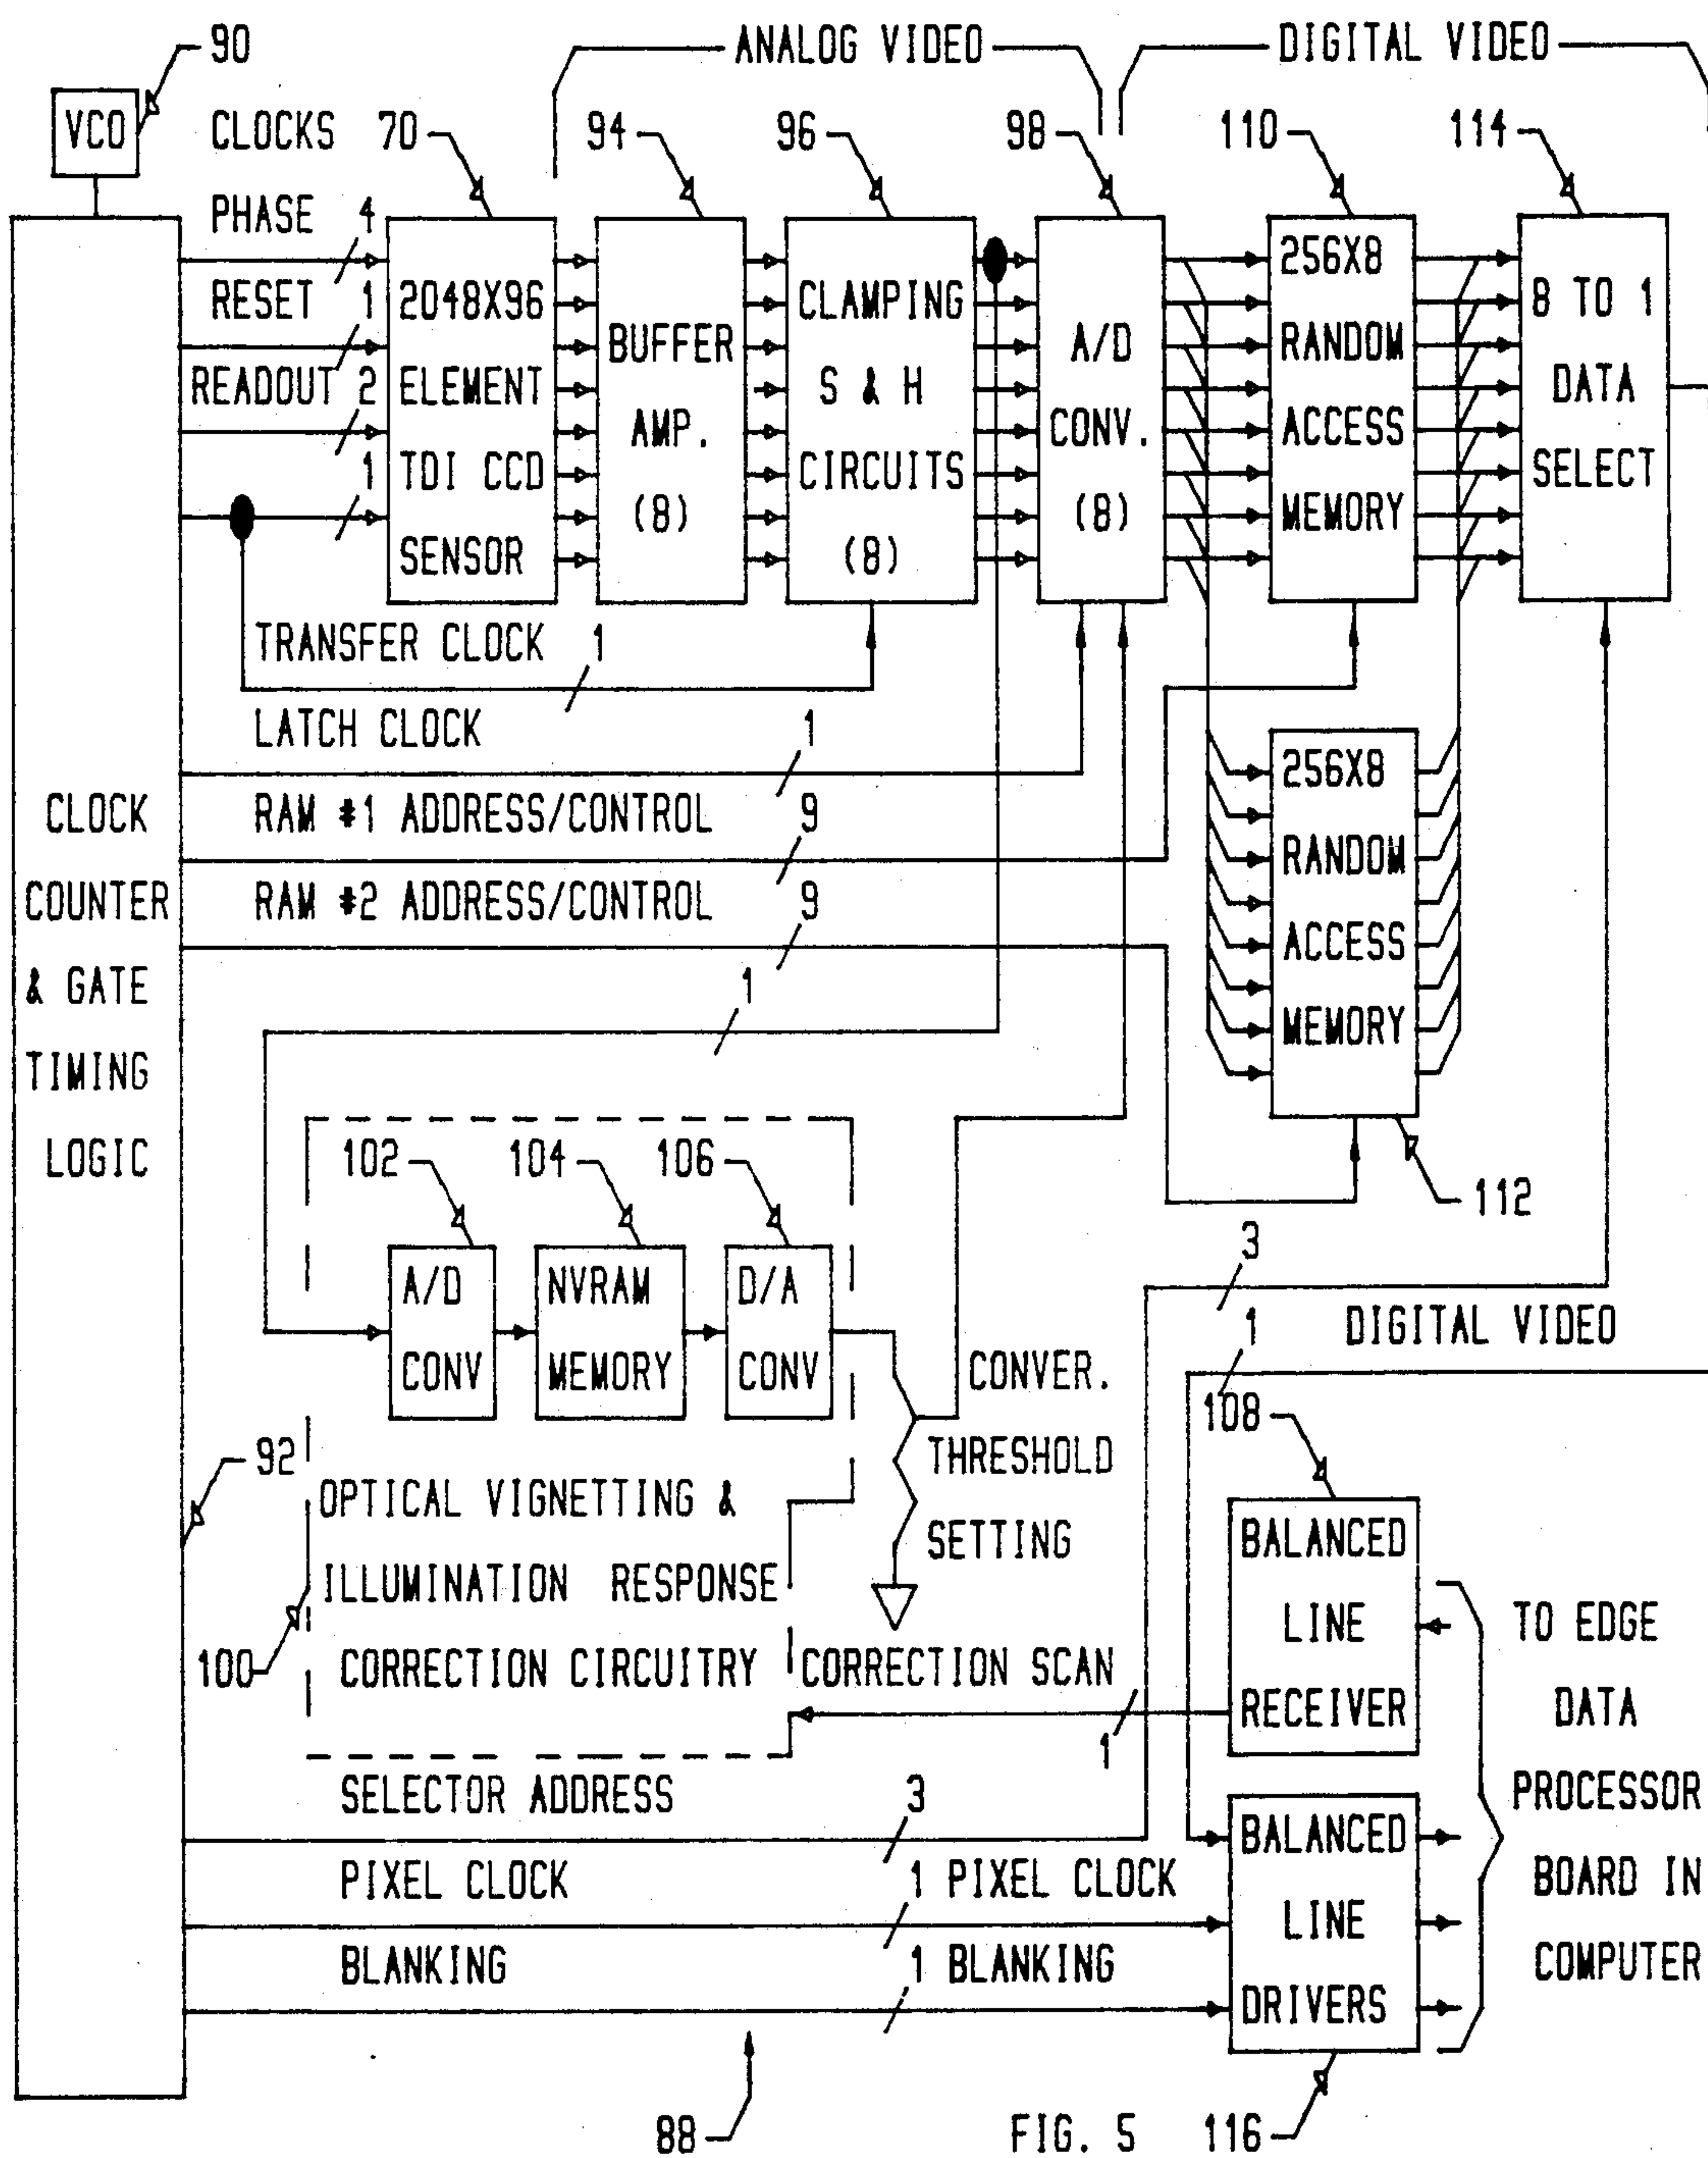 90
ANALOG VIDEO
DIGITAL VIDEO
VCO
CLOCKS
70
94
96
98
110
114
PHASE 4
RESET 1
READOUT 2
1
2048X96
ELEMENT
TDI CCD
SENSOR
BUFFER
AMP.
(8)
CLAMPING
S & H
CIRCUITS
(8)
A/D
CONV.
(8)
256X8
RANDOM
ACCESS
MEMORY
8 TO 1
DATA
SELECT
TRANSFER CLOCK 1
LATCH CLOCK 1
RAM #1 ADDRESS/CONTROL 9
RAM #2 ADDRESS/CONTROL 9
1
CLOCK
COUNTER
& GATE
TIMING
LOGIC
256X8
RANDOM
ACCESS
MEMORY
112
102
104
106
A/D
CONV
NVRAM
MEMORY
D/A
CONV
3
1 DIGITAL VIDEO
CONVER.
THRESHOLD
SETTING
108
92
OPTICAL VIGNETTING &
ILLUMINATION RESPONSE
CORRECTION CIRCUITRY
100
CORRECTION SCAN
1
BALANCED
LINE
RECEIVER
TO EDGE
DATA
PROCESSOR
BOARD IN
COMPUTER
SELECTOR ADDRESS 3
PIXEL CLOCK 1 PIXEL CLOCK
BLANKING 1 BLANKING
BALANCED
LINE
DRIVERS
88
FIG. 5
116